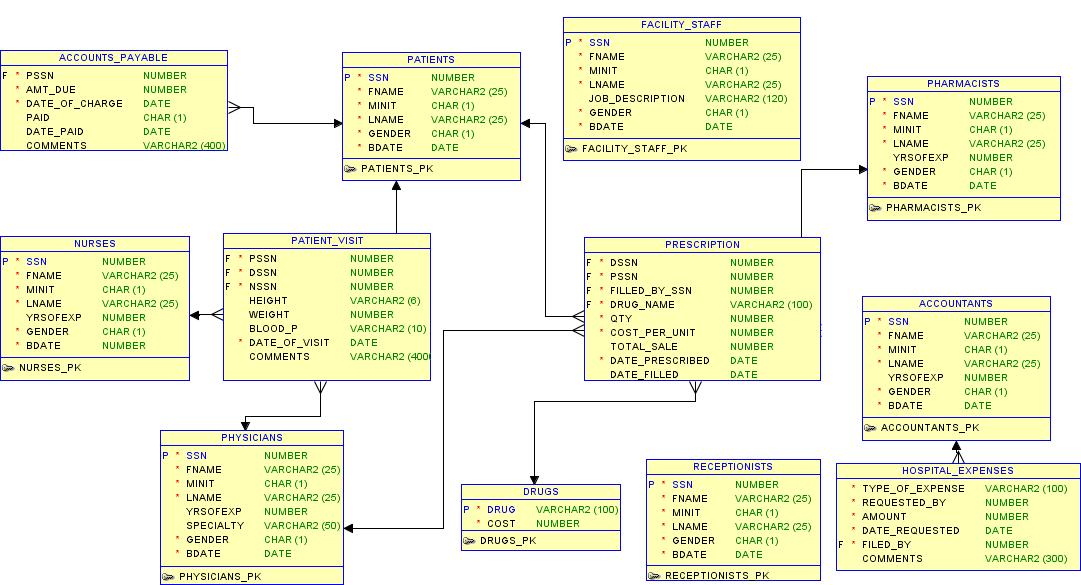 ACCOUNTS_PAYABLE
F * PSSN NUMBER
* AMT_DUE NUMBER
* DATE_OF_CHARGE DATE
PAID CHAR (1)
DATE_PAID DATE
COMMENTS VARCHAR2 (400)
PATIENTS
P * SSN NUMBER
* FNAME VARCHAR2 (25)
* MINIT CHAR (1)
* LNAME VARCHAR2 (25)
* GENDER CHAR (1)
* BDATE DATE
PATIENTS_PK
FACILITY_STAFF
P * SSN NUMBER
* FNAME VARCHAR2 (25)
* MINIT CHAR (1)
* LNAME VARCHAR2 (25)
JOB_DESCRIPTION VARCHAR2 (120)
* GENDER CHAR (1)
* BDATE DATE
FACILITY_STAFF_PK
PHARMACISTS
P * SSN NUMBER
* FNAME VARCHAR2 (25)
* MINIT CHAR (1)
* LNAME VARCHAR2 (25)
YRSOFEXP NUMBER
* GENDER CHAR (1)
* BDATE DATE
PHARMACISTS_PK
NURSES
P * SSN NUMBER
* FNAME VARCHAR2 (25)
* MINIT CHAR (1)
* LNAME VARCHAR2 (25)
YRSOFEXP NUMBER
* GENDER CHAR (1)
* BDATE NUMBER
NURSES_PK
PATIENT_VISIT
F * PSSN NUMBER
F * DSSN NUMBER
F * NSSN NUMBER
HEIGHT VARCHAR2 (6)
WEIGHT NUMBER
BLOOD_P VARCHAR2 (10)
* DATE_OF_VISIT DATE
COMMENTS VARCHAR2 (400
PRESCRIPTION
F * DSSN NUMBER
F * PSSN NUMBER
F * FILLED_BY_SSN NUMBER
F * DRUG_NAME VARCHAR2 (100)
* QTY NUMBER
* COST_PER_UNIT NUMBER
TOTAL_SALE NUMBER
* DATE_PRESCRIBED DATE
DATE_FILLED DATE
ACCOUNTANTS
P * SSN NUMBER
* FNAME VARCHAR2 (25)
* MINIT CHAR (1)
* LNAME VARCHAR2 (25)
YRSOFEXP NUMBER
* GENDER CHAR (1)
* BDATE DATE
ACCOUNTANTS_PK
PHYSICIANS
P * SSN NUMBER
* FNAME VARCHAR2 (25)
* MINIT CHAR (1)
* LNAME VARCHAR2 (25)
YRSOFEXP NUMBER
SPECIALTY VARCHAR2 (50)
* GENDER CHAR (1)
* BDATE DATE
PHYSICIANS_PK
DRUGS
P * DRUG VARCHAR2 (100)
* COST NUMBER
DRUGS_PK
RECEPTIONISTS
P * SSN NUMBER
* FNAME VARCHAR2 (25)
* MINIT CHAR (1)
* LNAME VARCHAR2 (25)
* GENDER CHAR (1)
* BDATE DATE
RECEPTIONISTS_PK
HOSPITAL_EXPENSES
* TYPE_OF_EXPENSE VARCHAR2 (100)
* REQUESTED_BY NUMBER
* AMOUNT NUMBER
* DATE_REQUESTED DATE
F * FILED_BY NUMBER
COMMENTS VARCHAR2 (300)